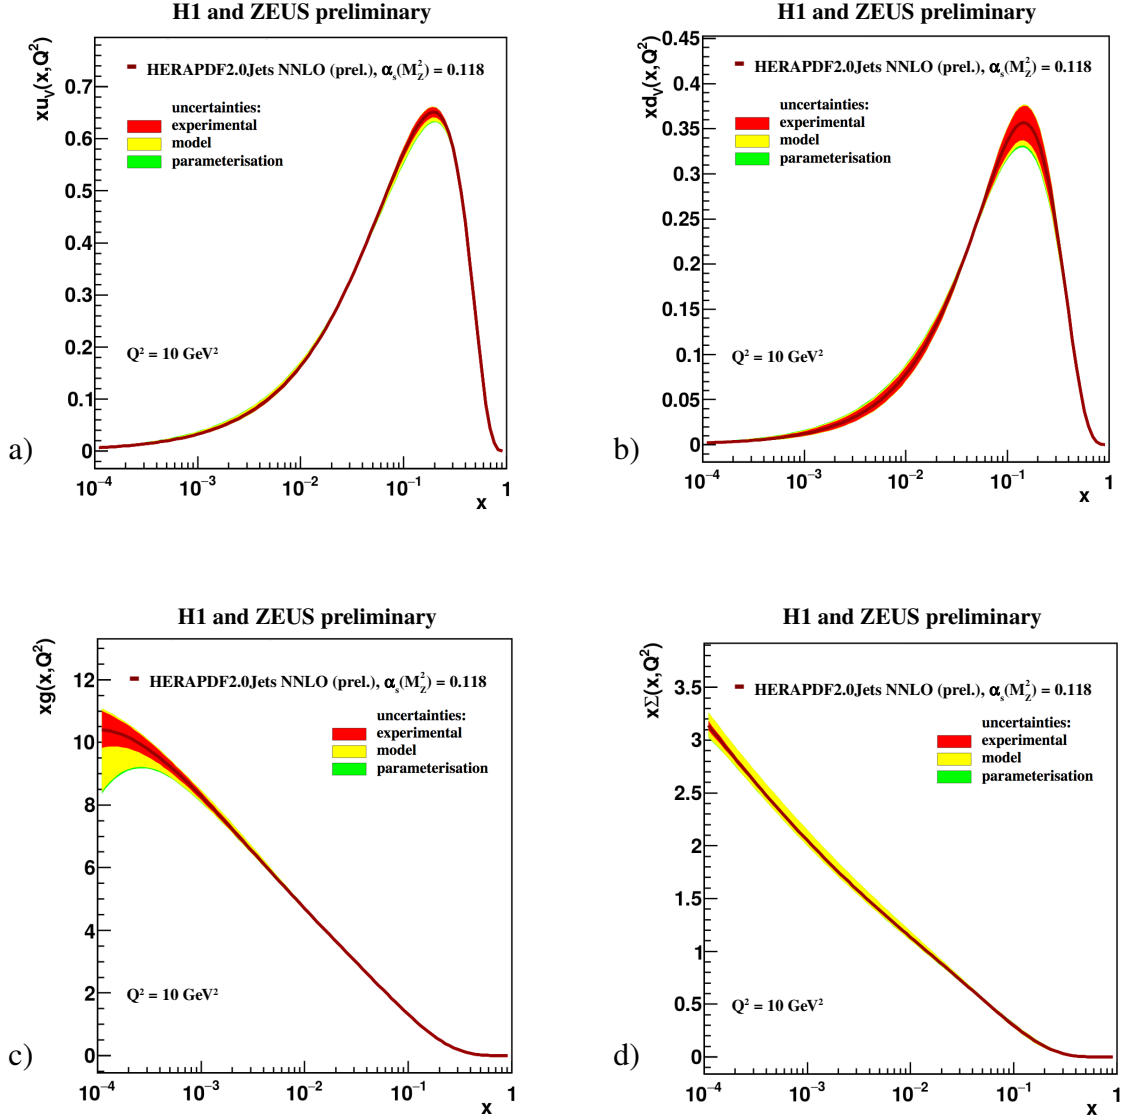 H1 and ZEUS preliminary
xu_V(x,Q²)
HERAPDF2.0Jets NNLO (prel.), α_s(M_Z²) = 0.118
uncertainties:
experimental
model
parameterisation
0.7
0.6
0.5
0.4
0.3
0.2
0.1
0
Q² = 10 GeV²
a)
10⁻⁴ 10⁻³ 10⁻² 10⁻¹ 1
x
H1 and ZEUS preliminary
xd_V(x,Q²)
HERAPDF2.0Jets NNLO (prel.), α_s(M_Z²) = 0.118
uncertainties:
experimental
model
parameterisation
0.45
0.4
0.35
0.3
0.25
0.2
0.15
0.1
0.05
0
Q² = 10 GeV²
b)
10⁻⁴ 10⁻³ 10⁻² 10⁻¹ 1
x
H1 and ZEUS preliminary
xg(x,Q²)
HERAPDF2.0Jets NNLO (prel.), α_s(M_Z²) = 0.118
uncertainties:
experimental
model
parameterisation
12
10
8
6
4
2
0
Q² = 10 GeV²
c)
10⁻⁴ 10⁻³ 10⁻² 10⁻¹ 1
x
H1 and ZEUS preliminary
xΣ(x,Q²)
HERAPDF2.0Jets NNLO (prel.), α_s(M_Z²) = 0.118
uncertainties:
experimental
model
parameterisation
3.5
3
2.5
2
1.5
1
0.5
0
Q² = 10 GeV²
d)
10⁻⁴ 10⁻³ 10⁻² 10⁻¹ 1
x